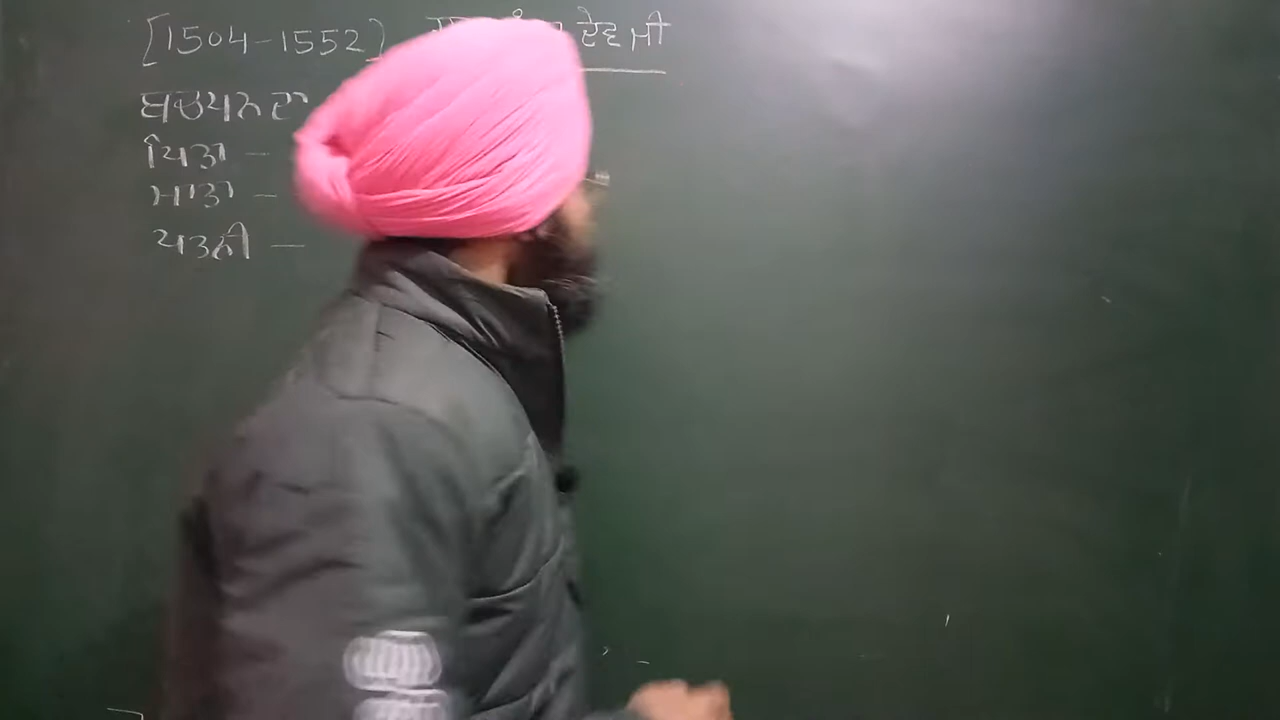 [1504-1552] ਦੇਵ ਜੀ
ਬਚਪਨ ਦਾ
ਪਿਤਾ -
ਮਾਤਾ -
ਪਤਨੀ -